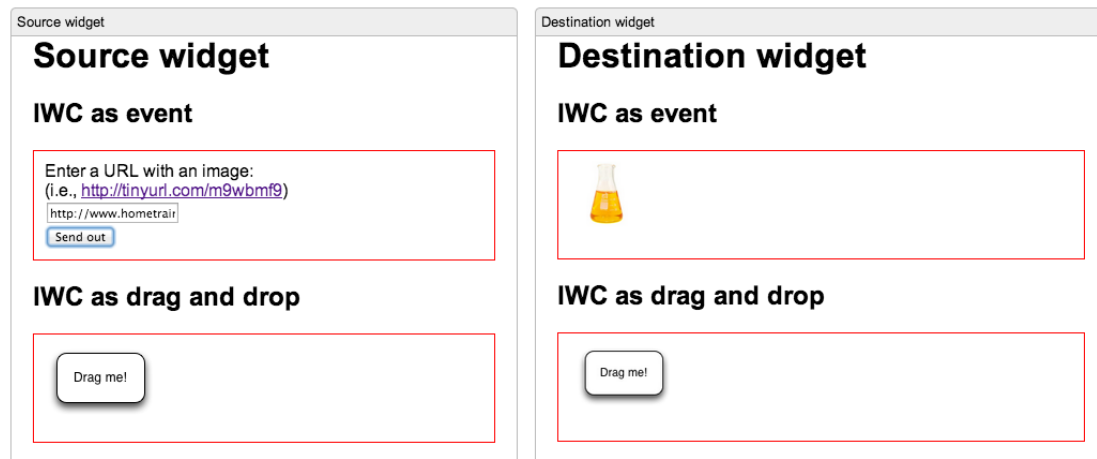 Source widget
Source widget
IWC as event
Enter a URL with an image:
(i.e., http://tinyurl.com/m9wbmf9)
http://www.hometrair
Send out
IWC as drag and drop
Drag me!
Destination widget
Destination widget
IWC as event
IWC as drag and drop
Drag me!